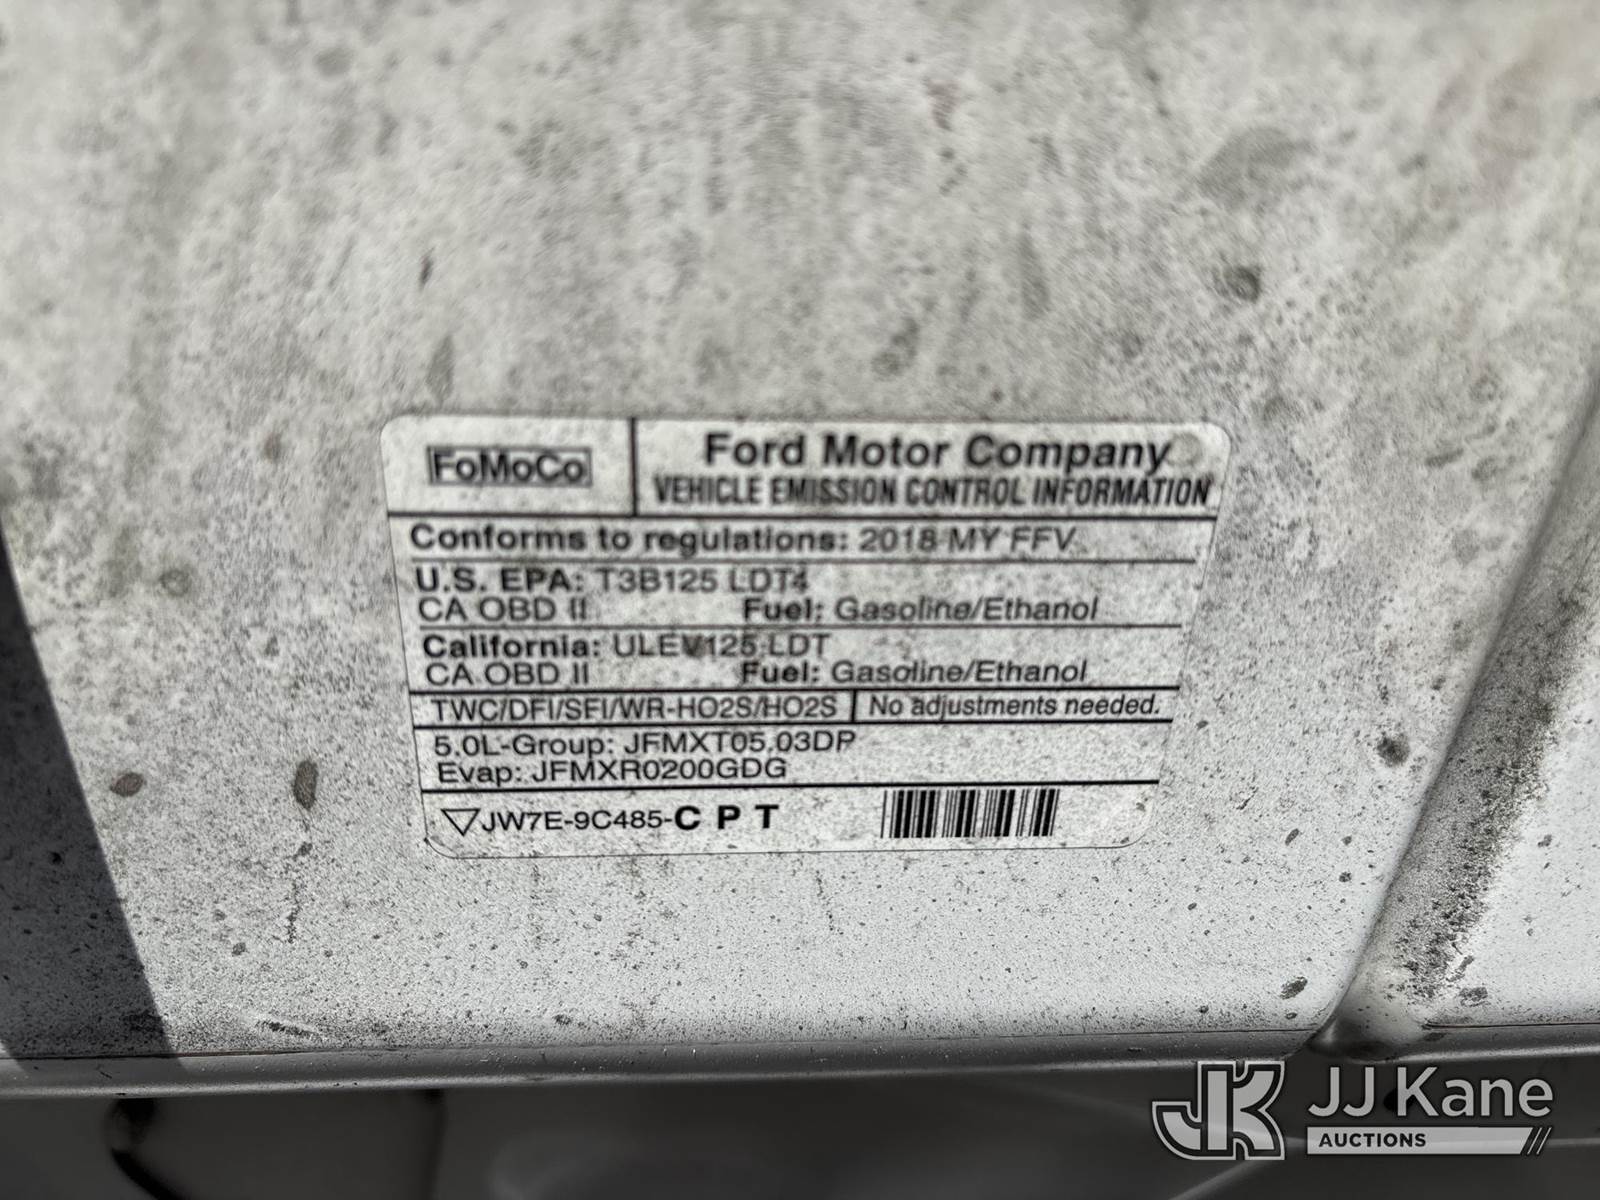 FoMoCo
Ford Motor Company
VEHICLE EMISSION CONTROL INFORMATION
Conforms to regulations: 2018 MY FFV
U.S. EPA: T3B125 LDT4
CA OBD II Fuel: Gasoline/Ethanol
California: ULEV125 LDT
CA OBD II Fuel: Gasoline/Ethanol
TWC/DFI/SFI/WR-HO2S/HO2S No adjustments needed.
5.0L-Group: JFMXT05.03DP
Evap: JFMXR0200GDG
JW7E-9C485-C P T
JK JJ Kane
AUCTIONS